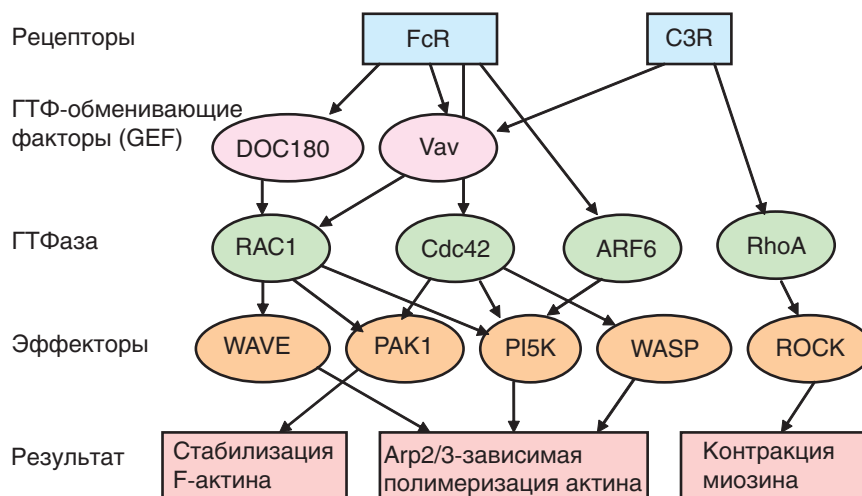 Рецепторы
FcR
C3R
ГТФ-обменивающие
факторы (GEF)
DOC180
Vav
ГТФаза
RAC1
Cdc42
ARF6
RhoA
Эффекторы
WAVE
PAK1
PI5K
WASP
ROCK
Результат
Стабилизация
F-актина
Arp2/3-зависимая
полимеризация актина
Контракция
миозина